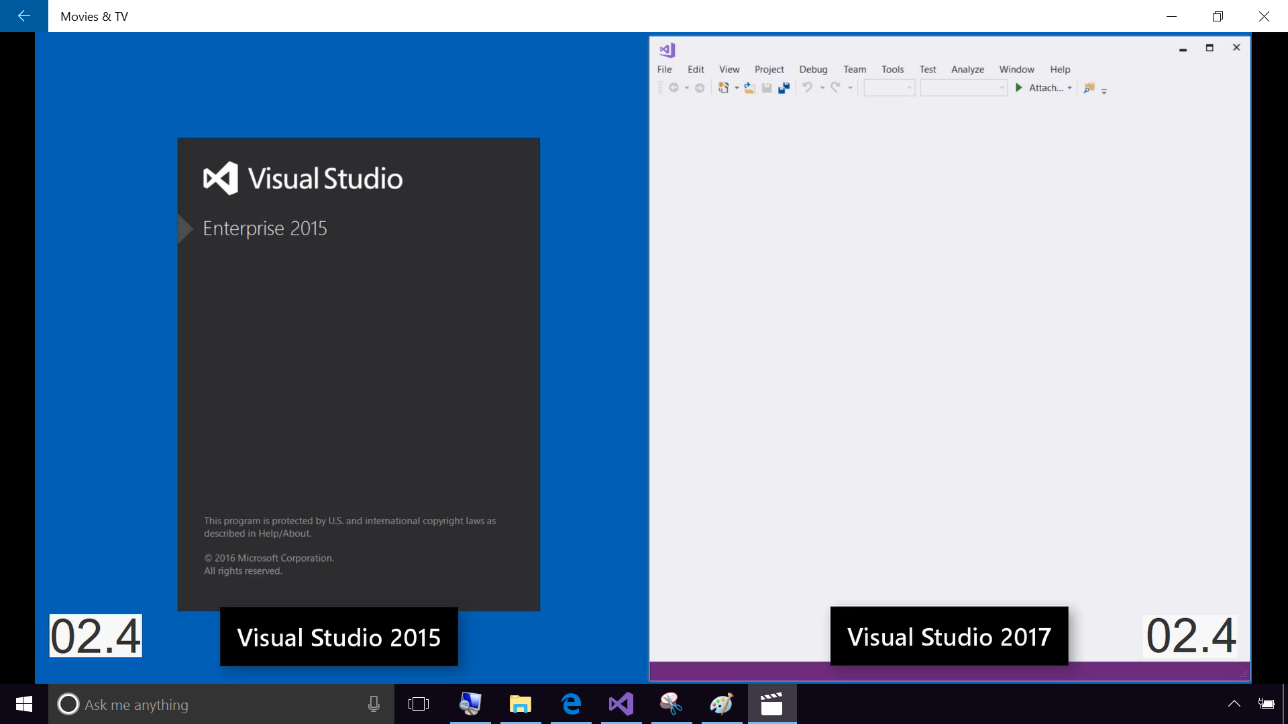 Movies & TV
Visual Studio
Enterprise 2015
This program is protected by U.S. and international copyright laws as
described in Help/About.
© 2016 Microsoft Corporation.
All rights reserved.
02.4
Visual Studio 2015
File Edit View Project Debug Team Tools Test Analyze Window Help
Attach...
Visual Studio 2017
02.4
Ask me anything